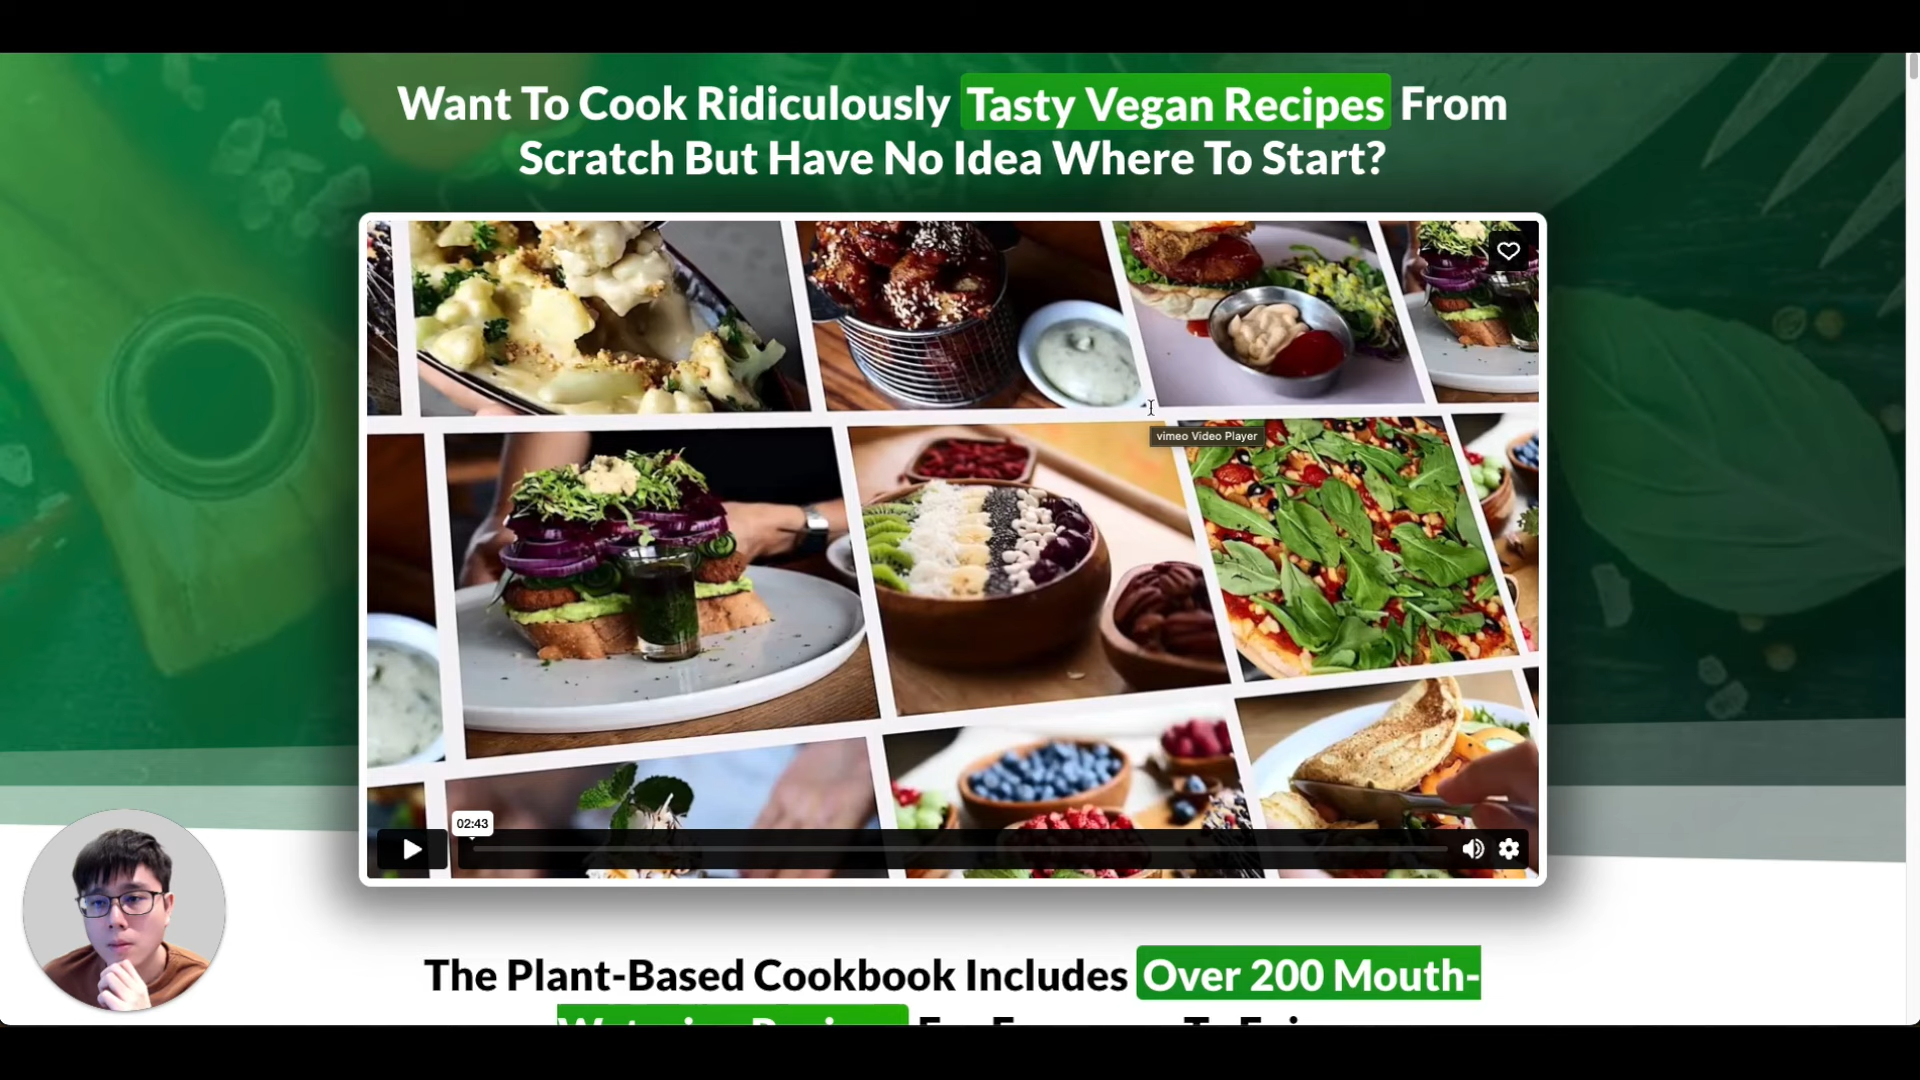 Want To Cook Ridiculously Tasty Vegan Recipes From
Scratch But Have No Idea Where To Start?
vimeo Video Player
02:43
The Plant-Based Cookbook Includes Over 200 Mouth-